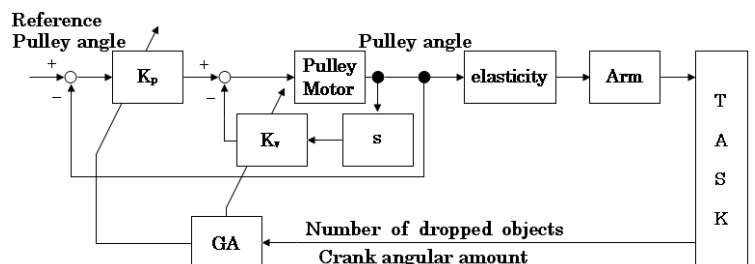 Reference
Pulley angle
+
−
Kp
+
−
Pulley
Motor
Pulley angle
elasticity
Arm
T
A
S
K
Kv
s
GA
Number of dropped objects
Crank angular amount